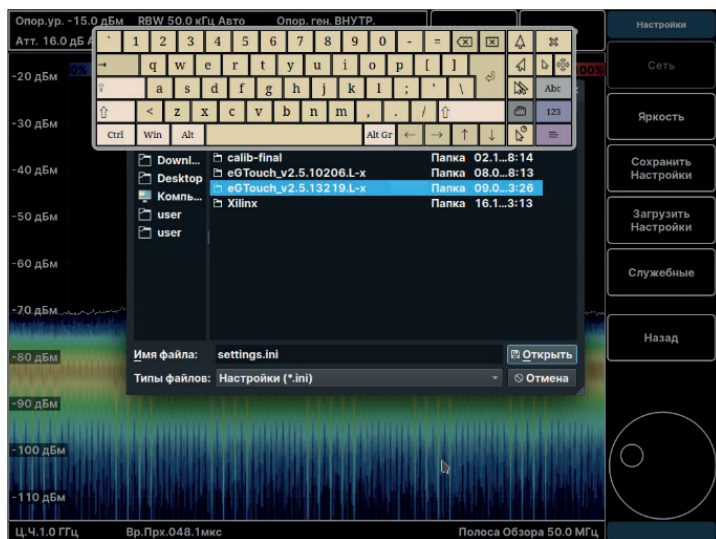 Опор.ур. -15.0 дБм RBW 50.0 кГц Авто Опор. ген. ВНУТР.
Атт. 16.0 дБ А
Настройки
` 1 2 3 4 5 6 7 8 9 0 - =
q w e r t y u i o p [ ]
a s d f g h j k l ; ' \ Abc
< z x c v b n m , . / 123
Ctrl Win Alt Alt Gr ← → ↑ ↓
0% 00%
Сеть
Яркость
Сохранить
Настройки
Загрузить
Настройки
Служебные
Назад
-20 дБм
-30 дБм
-40 дБм
-50 дБм
-60 дБм
-70 дБм
-80 дБм
-90 дБм
-100 дБм
-110 дБм
Downl...
Desktop
Компь...
user
user
calib-final Папка 02.1...8:14
eGTouch_v2.5.10206.L-x Папка 08.0...8:13
eGTouch_v2.5.13219.L-x Папка 09.0...3:26
Xilinx Папка 16.1...3:13
Имя файла: settings.ini Открыть
Типы файлов: Настройки (*.ini) Отмена
Ц.Ч.1.0 ГГц Вр.Прх.048.1мкс Полоса Обзора 50.0 МГц